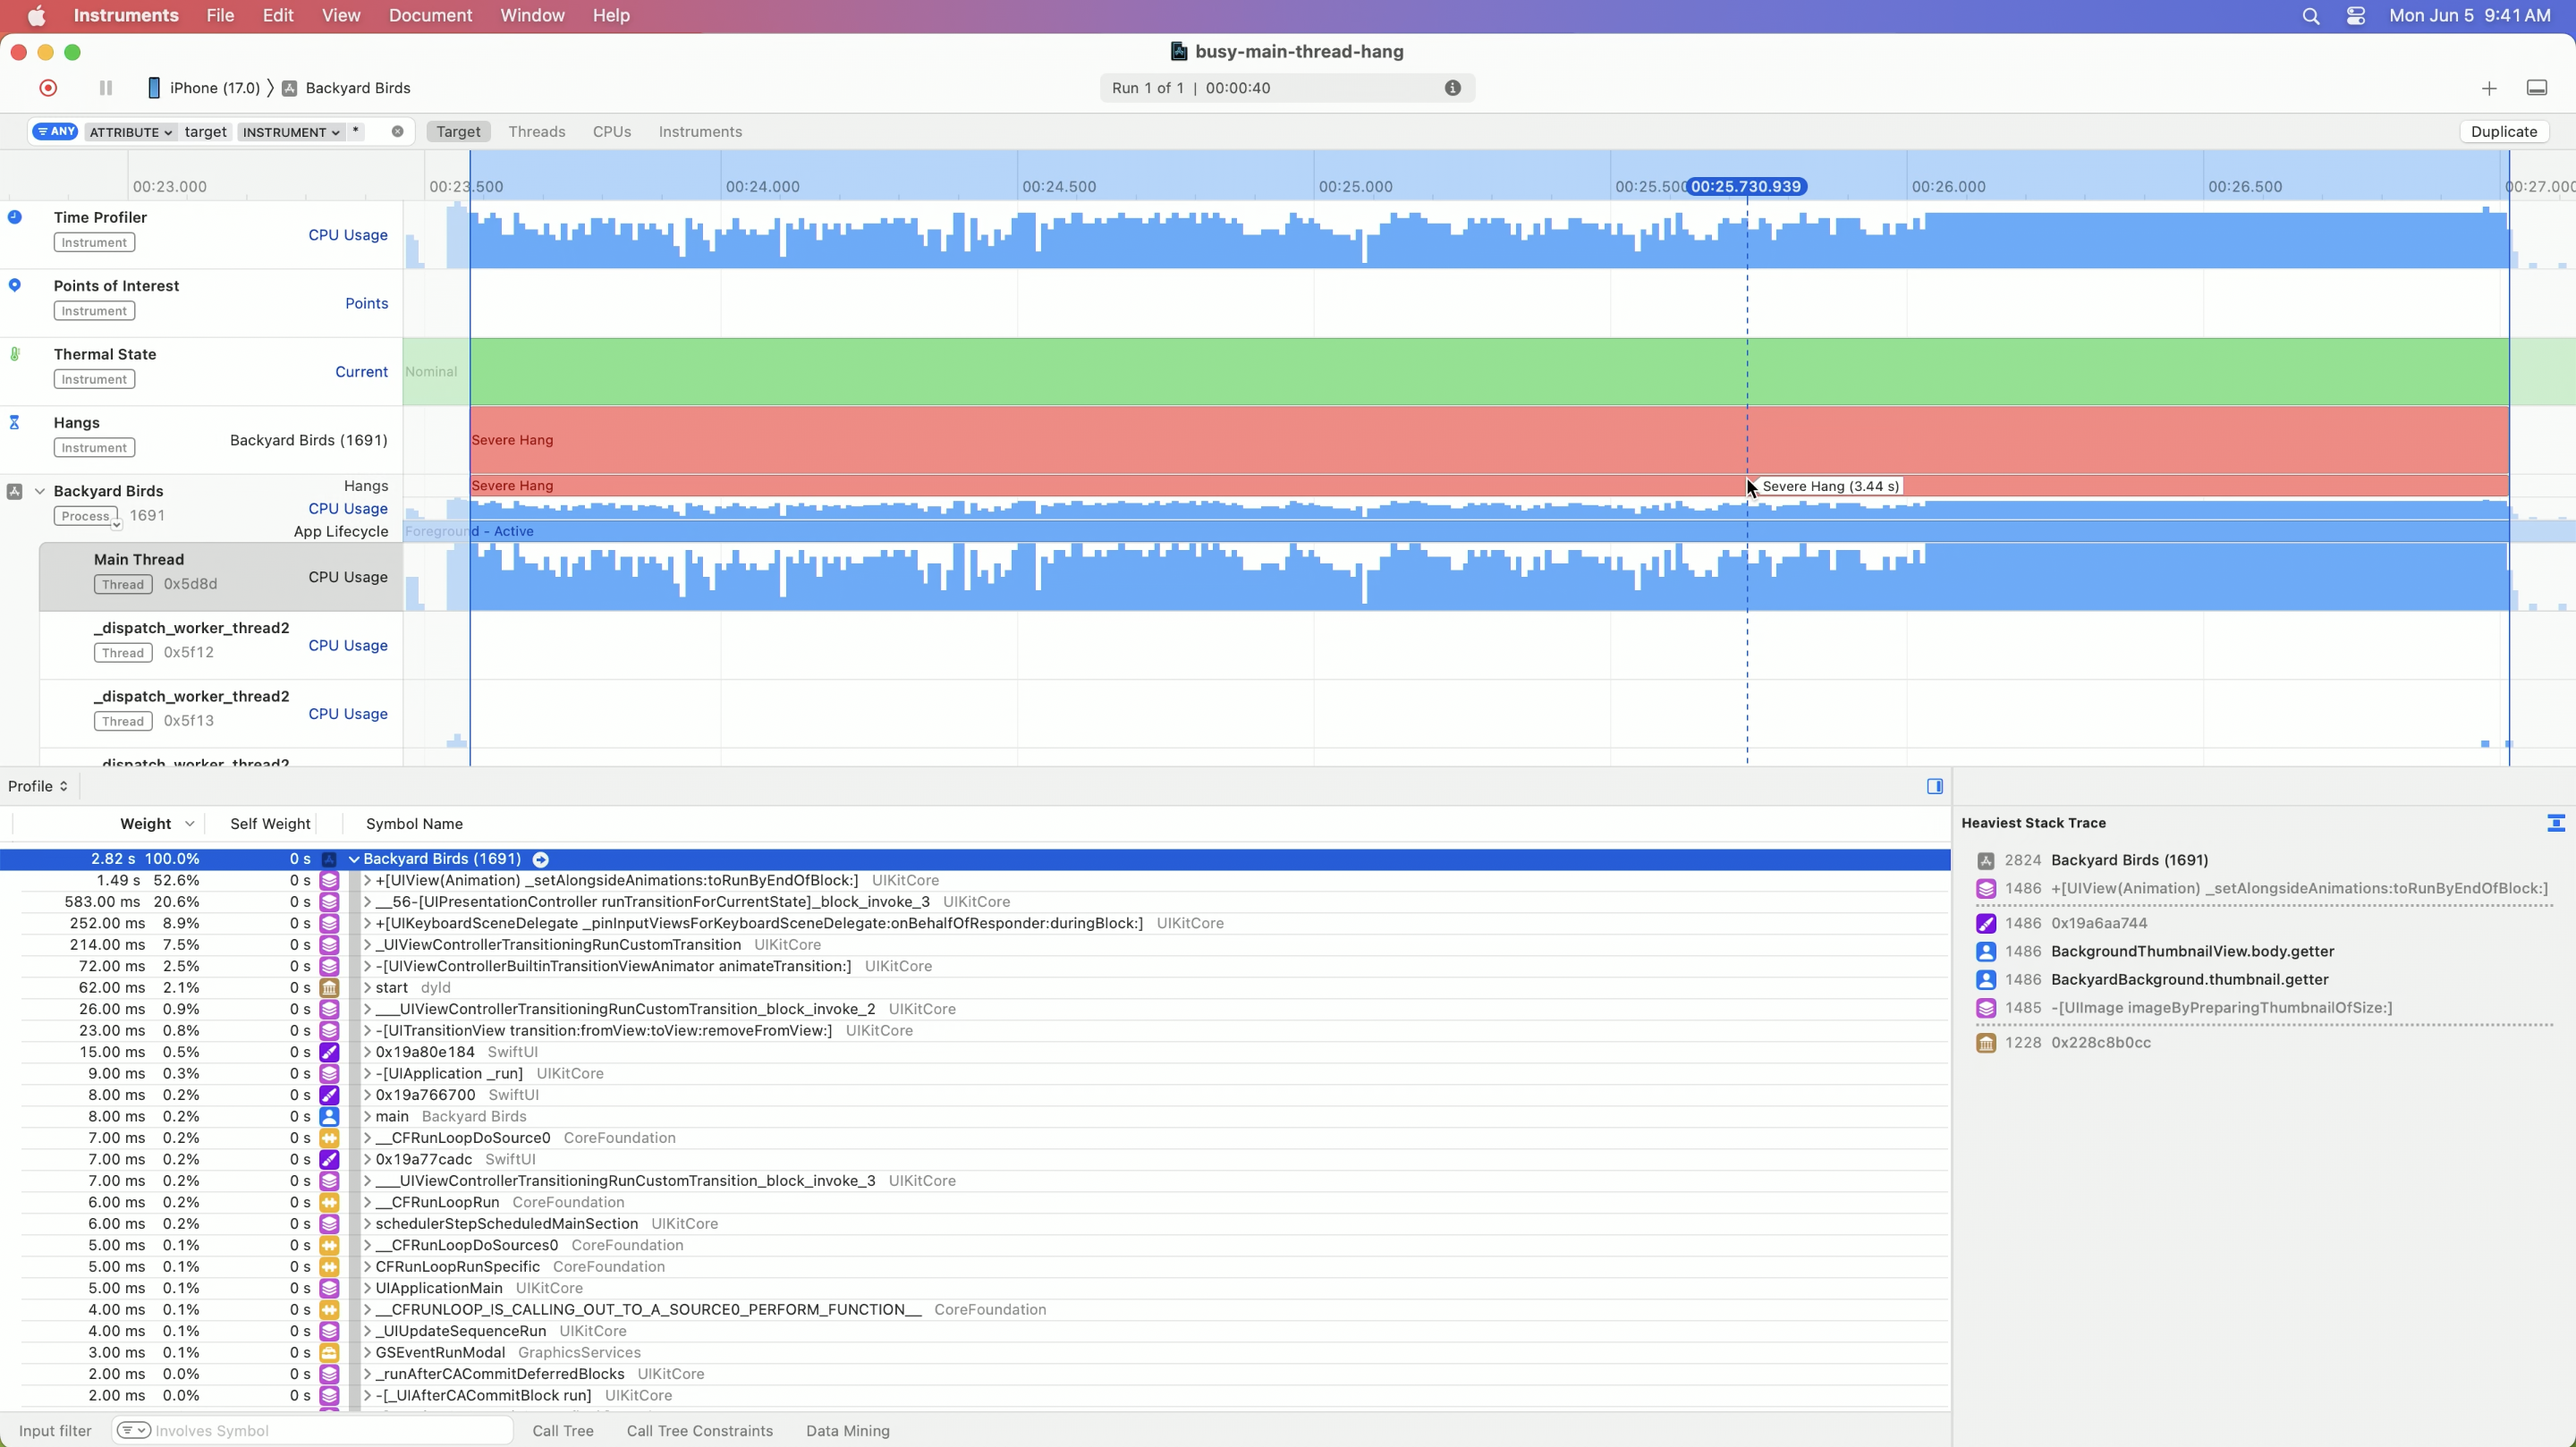 Instruments File Edit View Document Window Help Mon Jun 5 9:41 AM
busy-main-thread-hang
iPhone (17.0) 〉 Backyard Birds Run 1 of 1 | 00:00:40
ANY ATTRIBUTE target INSTRUMENT * Target Threads CPUs Instruments Duplicate
00:23.000 00:23.500 00:24.000 00:24.500 00:25.000 00:25.500 00:25.730.939 00:26.000 00:26.500 00:27.000
Time Profiler
Instrument CPU Usage
Points of Interest
Instrument Points
Thermal State
Instrument Current Nominal
Hangs
Instrument Backyard Birds (1691) Severe Hang
Backyard Birds Hangs Severe Hang Severe Hang (3.44 s)
Process 1691 CPU Usage
App Lifecycle Foreground - Active
Main Thread
Thread 0x5d8d CPU Usage
_dispatch_worker_thread2
Thread 0x5f12 CPU Usage
_dispatch_worker_thread2
Thread 0x5f13 CPU Usage
_dispatch_worker_thread2
Profile
Weight Self Weight Symbol Name
2.82 s 100.0% 0 s Backyard Birds (1691)
1.49 s 52.6% 0 s +[UIView(Animation) _setAlongsideAnimations:toRunByEndOfBlock:] UIKitCore
583.00 ms 20.6% 0 s __56-[UIPresentationController runTransitionForCurrentState]_block_invoke_3 UIKitCore
252.00 ms 8.9% 0 s +[UIKeyboardSceneDelegate _pinInputViewsForKeyboardSceneDelegate:onBehalfOfResponder:duringBlock:] UIKitCore
214.00 ms 7.5% 0 s _UIViewControllerTransitioningRunCustomTransition UIKitCore
72.00 ms 2.5% 0 s -[UIViewControllerBuiltinTransitionViewAnimator animateTransition:] UIKitCore
62.00 ms 2.1% 0 s start dyld
26.00 ms 0.9% 0 s ___UIViewControllerTransitioningRunCustomTransition_block_invoke_2 UIKitCore
23.00 ms 0.8% 0 s -[UITransitionView transition:fromView:toView:removeFromView:] UIKitCore
15.00 ms 0.5% 0 s 0x19a80e184 SwiftUI
9.00 ms 0.3% 0 s -[UIApplication _run] UIKitCore
8.00 ms 0.2% 0 s 0x19a766700 SwiftUI
8.00 ms 0.2% 0 s main Backyard Birds
7.00 ms 0.2% 0 s __CFRunLoopDoSource0 CoreFoundation
7.00 ms 0.2% 0 s 0x19a77cadc SwiftUI
7.00 ms 0.2% 0 s ___UIViewControllerTransitioningRunCustomTransition_block_invoke_3 UIKitCore
6.00 ms 0.2% 0 s __CFRunLoopRun CoreFoundation
6.00 ms 0.2% 0 s schedulerStepScheduledMainSection UIKitCore
5.00 ms 0.1% 0 s __CFRunLoopDoSources0 CoreFoundation
5.00 ms 0.1% 0 s CFRunLoopRunSpecific CoreFoundation
5.00 ms 0.1% 0 s UIApplicationMain UIKitCore
4.00 ms 0.1% 0 s __CFRUNLOOP_IS_CALLING_OUT_TO_A_SOURCE0_PERFORM_FUNCTION__ CoreFoundation
4.00 ms 0.1% 0 s _UIUpdateSequenceRun UIKitCore
3.00 ms 0.1% 0 s GSEventRunModal GraphicsServices
2.00 ms 0.0% 0 s _runAfterCACommitDeferredBlocks UIKitCore
2.00 ms 0.0% 0 s -[_UIAfterCACommitBlock run] UIKitCore
Input filter Involves Symbol Call Tree Call Tree Constraints Data Mining
Heaviest Stack Trace
2824 Backyard Birds (1691)
1486 +[UIView(Animation) _setAlongsideAnimations:toRunByEndOfBlock:]
1486 0x19a6aa744
1486 BackgroundThumbnailView.body.getter
1486 BackyardBackground.thumbnail.getter
1485 -[UIImage imageByPreparingThumbnailOfSize:]
1228 0x228c8b0cc